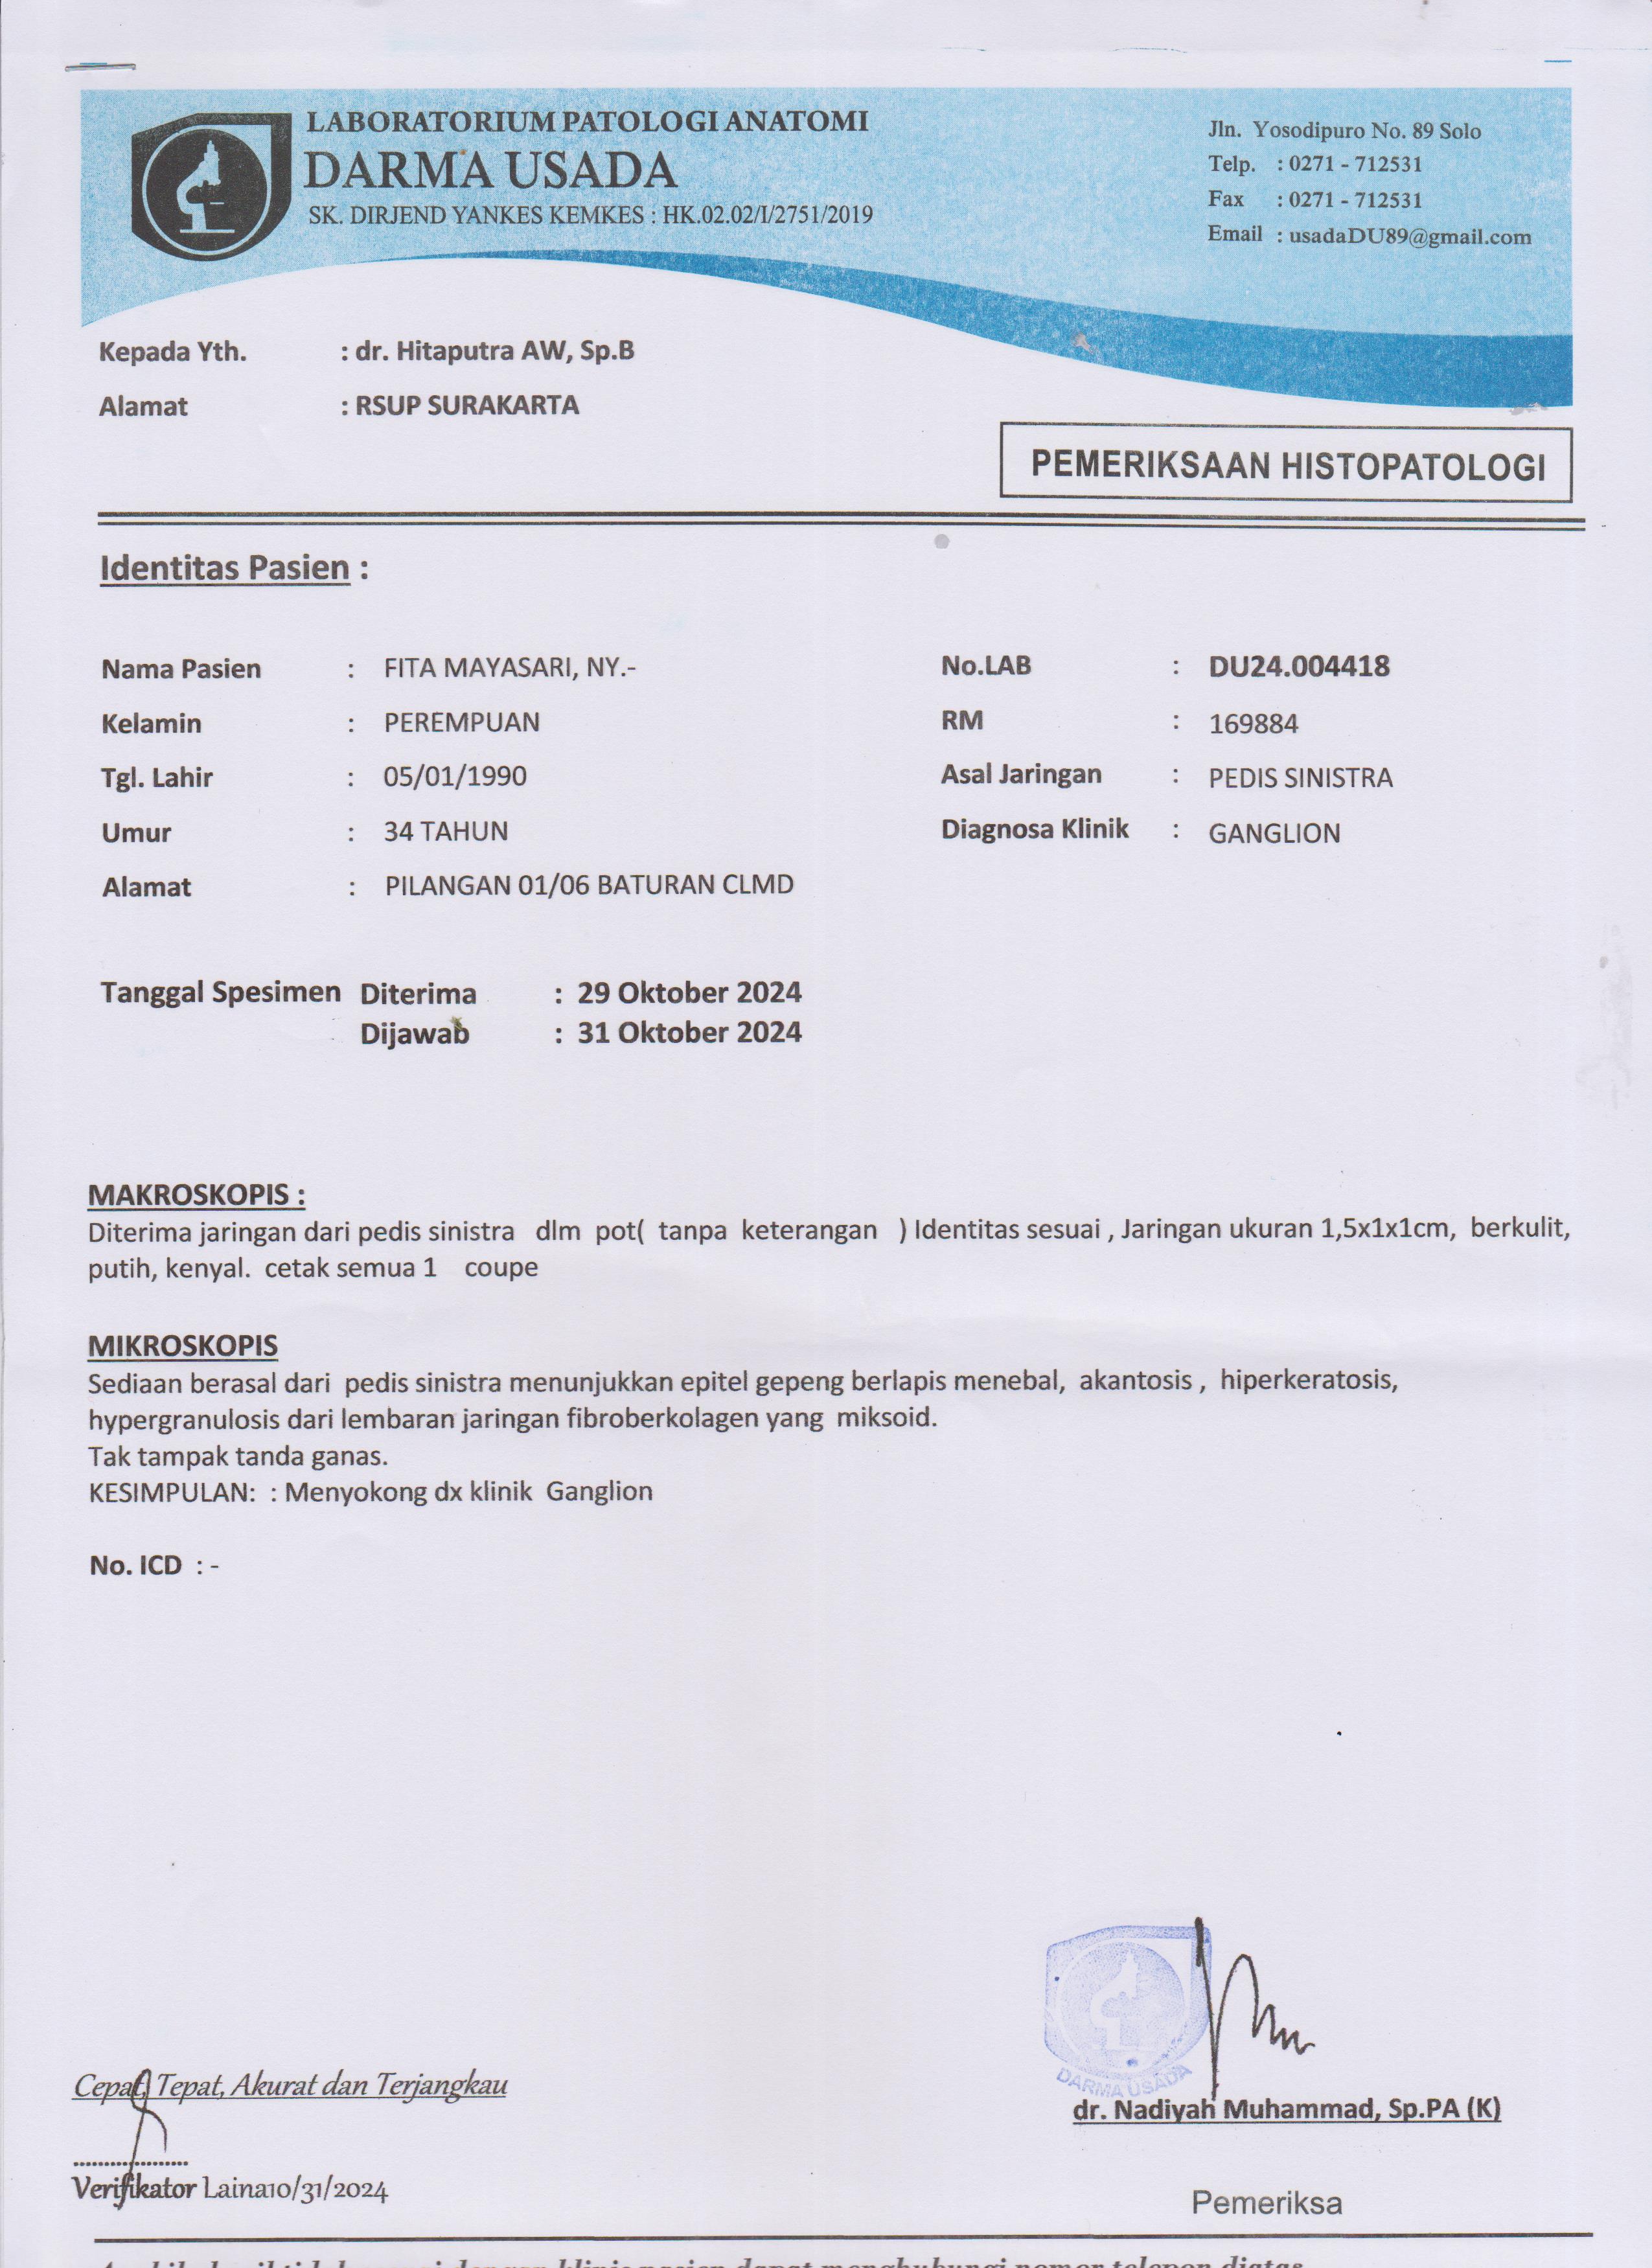 LABORATORIUM PATOLOGI ANATOMI
DARMA USADA
SK. DIRJEND YANKES KEMKES : HK.02.02/I/2751/2019
Jln. Yosodipuro No. 89 Solo
Telp. : 0271 - 712531
Fax : 0271 - 712531
Email : usadaDU89@gmail.com
Kepada Yth. : dr. Hitaputra AW, Sp.B
Alamat : RSUP SURAKARTA
PEMERIKSAAN HISTOPATOLOGI
Identitas Pasien :
Nama Pasien : FITA MAYASARI, NY.- No.LAB : DU24.004418
Kelamin : PEREMPUAN RM : 169884
Tgl. Lahir : 05/01/1990 Asal Jaringan : PEDIS SINISTRA
Umur : 34 TAHUN Diagnosa Klinik : GANGLION
Alamat : PILANGAN 01/06 BATURAN CLMD
Tanggal Spesimen Diterima : 29 Oktober 2024
Dijawab : 31 Oktober 2024
MAKROSKOPIS :
Diterima jaringan dari pedis sinistra dlm pot( tanpa keterangan ) Identitas sesuai , Jaringan ukuran 1,5x1x1cm, berkulit,
putih, kenyal. cetak semua 1 coupe
MIKROSKOPIS
Sediaan berasal dari pedis sinistra menunjukkan epitel gepeng berlapis menebal, akantosis , hiperkeratosis,
hypergranulosis dari lembaran jaringan fibroberkolagen yang miksoid.
Tak tampak tanda ganas.
KESIMPULAN: : Menyokong dx klinik Ganglion
No. ICD : -
DARMA USADA
Cepat, Tepat, Akurat dan Terjangkau
dr. Nadiyah Muhammad, Sp.PA (K)
Verifikator Laina10/31/2024
Pemeriksa